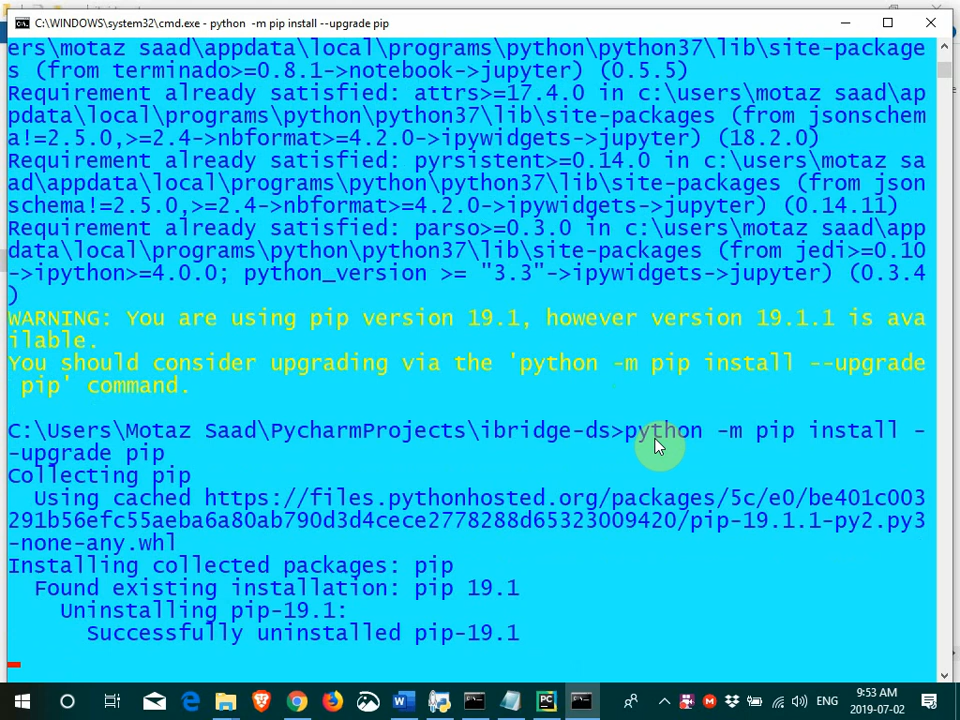 C:\WINDOWS\system32\cmd.exe - python  -m pip install --upgrade pip
ers\motaz saad\appdata\local\programs\python\python37\lib\site-package
s (from terminado>=0.8.1->notebook->jupyter) (0.5.5)
Requirement already satisfied: attrs>=17.4.0 in c:\users\motaz saad\ap
pdata\local\programs\python\python37\lib\site-packages (from jsonschem
a!=2.5.0,>=2.4->nbformat>=4.2.0->ipywidgets->jupyter) (18.2.0)
Requirement already satisfied: pyrsistent>=0.14.0 in c:\users\motaz sa
ad\appdata\local\programs\python\python37\lib\site-packages (from json
schema!=2.5.0,>=2.4->nbformat>=4.2.0->ipywidgets->jupyter) (0.14.11)
Requirement already satisfied: parso>=0.3.0 in c:\users\motaz saad\app
data\local\programs\python\python37\lib\site-packages (from jedi>=0.10
->ipython>=4.0.0; python_version >= "3.3"->ipywidgets->jupyter) (0.3.4
)
WARNING: You are using pip version 19.1, however version 19.1.1 is ava
ilable.
You should consider upgrading via the 'python -m pip install --upgrade
 pip' command.
C:\Users\Motaz Saad\PycharmProjects\ibridge-ds>python -m pip install -
-upgrade pip
Collecting pip
  Using cached https://files.pythonhosted.org/packages/5c/e0/be401c003
291b56efc55aeba6a80ab790d3d4cece2778288d65323009420/pip-19.1.1-py2.py3
-none-any.whl
Installing collected packages: pip
  Found existing installation: pip 19.1
    Uninstalling pip-19.1:
      Successfully uninstalled pip-19.1
ENG
9:53 AM
2019-07-02